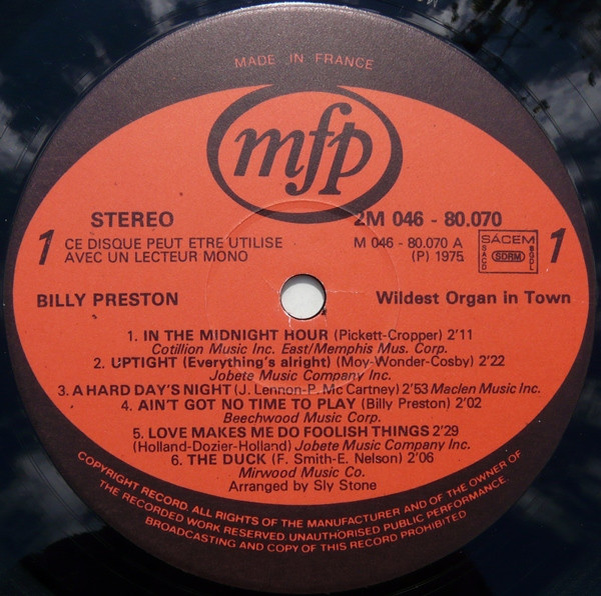 MADE IN FRANCE
mfp
STEREO 2M 046 - 80.070
1 CE DISQUE PEUT ETRE UTILISE
AVEC UN LECTEUR MONO
M 046 - 80.070 A
(P) 1975
SACEM
SACD
SDRM
SGDL
1
BILLY PRESTON Wildest Organ in Town
1. IN THE MIDNIGHT HOUR (Pickett-Cropper) 2'11
Cotillion Music Inc. East/Memphis Mus. Corp.
2. UPTIGHT (Everything's alright) (Moy-Wonder-Cosby) 2'22
Jobete Music Company Inc.
3. A HARD DAY'S NIGHT (J. Lennon-P. McCartney) 2'53 Maclen Music Inc.
4. AIN'T GOT NO TIME TO PLAY (Billy Preston) 2'02
Beechwood Music Corp.
5. LOVE MAKES ME DO FOOLISH THINGS 2'29
(Holland-Dozier-Holland) Jobete Music Company Inc.
6. THE DUCK (F. Smith-E. Nelson) 2'06
Mirwood Music Co.
Arranged by Sly Stone
COPYRIGHT RECORD. ALL RIGHTS OF THE MANUFACTURER AND OF THE OWNER OF
THE RECORDED WORK RESERVED UNAUTHORISED PUBLIC PERFORMANCE.
BROADCASTING AND COPY OF THIS RECORD PROHIBITED